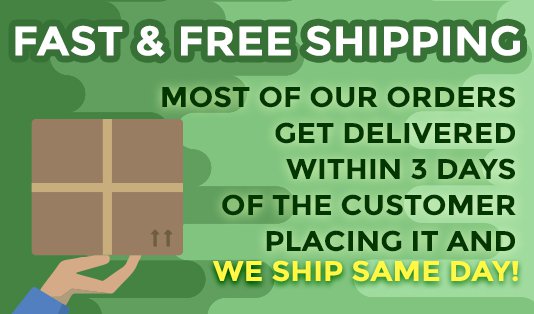 FAST & FREE SHIPPING
MOST OF OUR ORDERS
GET DELIVERED
WITHIN 3 DAYS
OF THE CUSTOMER
PLACING IT AND
WE SHIP SAME DAY!